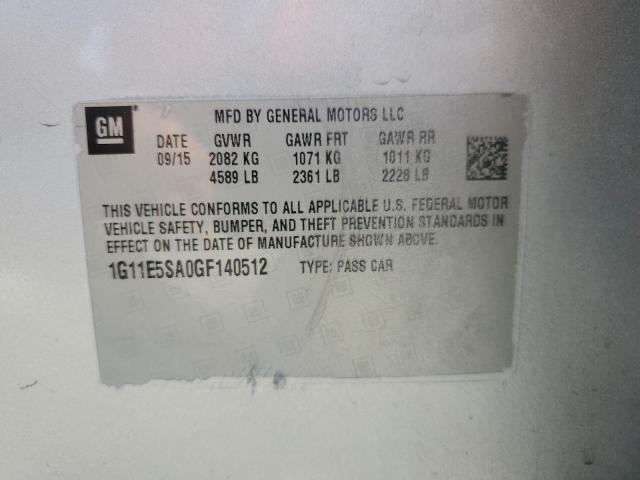 GM
MFD BY GENERAL MOTORS LLC
DATE GVWR GAWR FRT GAWR RR
09/15 2082 KG 1071 KG 1011 KG
4589 LB 2361 LB 2228 LB
THIS VEHICLE CONFORMS TO ALL APPLICABLE U.S. FEDERAL MOTOR
VEHICLE SAFETY, BUMPER, AND THEFT PREVENTION STANDARDS IN
EFFECT ON THE DATE OF MANUFACTURE SHOWN ABOVE.
1G11E5SA0GF140512 TYPE: PASS CAR